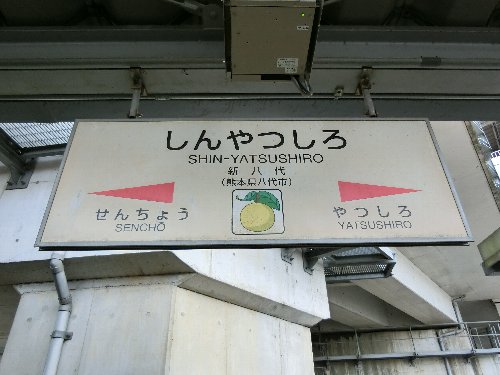 しんやつしろ
SHIN-YATSUSHIRO
新八代
(熊本県八代市)
せんちょう
SENCHŌ
やつしろ
YATSUSHIRO